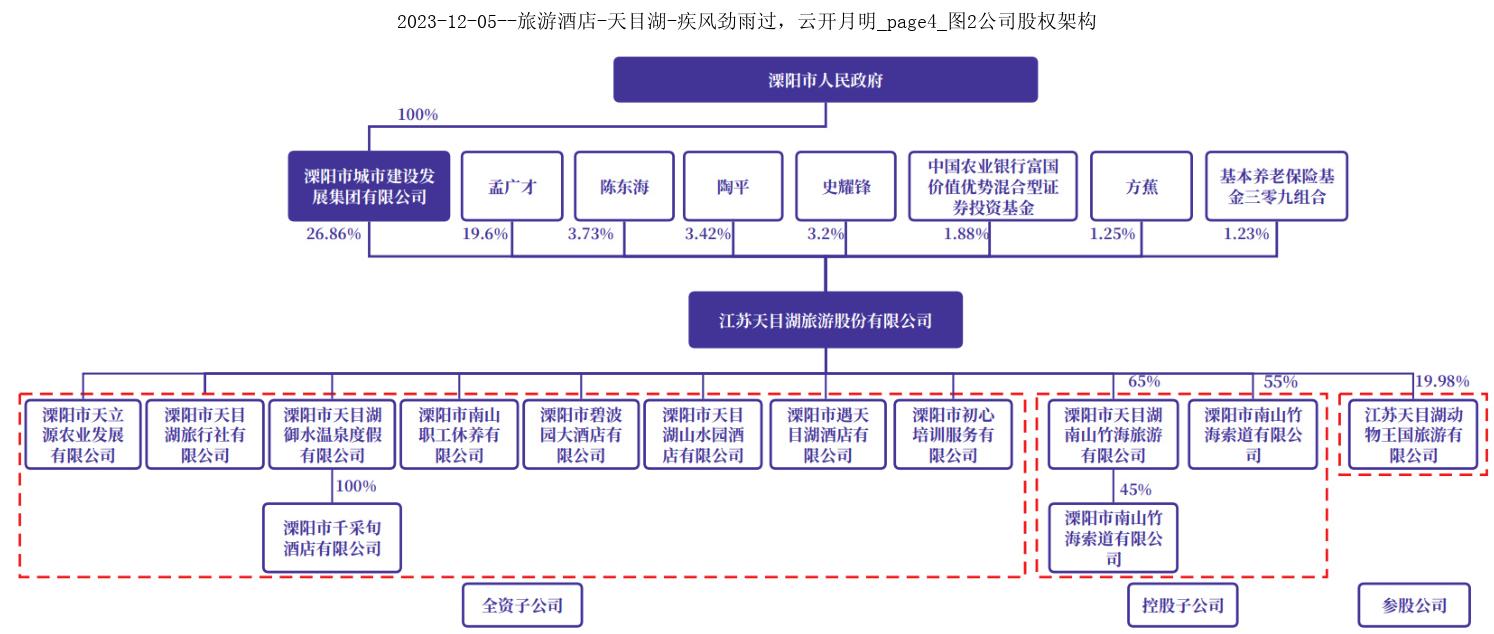 2023-12-05--旅游酒店-天目湖-疾风劲雨过，云开月明_page4_图2公司股权架构
溧阳市人民政府
100%
溧阳市城市建设发
展集团有限公司
孟广才
陈东海
陶平
史耀锋
中国农业银行富国
价值优势混合型证
券投资基金
方蕉
基本养老保险基
金三零九组合
26.86%
19.6%
3.73%
3.42%
3.2%
1.88%
1.25%
1.23%
江苏天目湖旅游股份有限公司
65%
55%
19.98%
溧阳市天立
源农业发展
有限公司
溧阳市天目
湖旅行社有
限公司
溧阳市天目湖
御水温泉度假
有限公司
溧阳市南山
职工休养有
限公司
溧阳市碧波
园大酒店有
限公司
溧阳市天目
湖山水园酒
店有限公司
溧阳市遇天
目湖酒店有
限公司
溧阳市初心
培训服务有
限公司
溧阳市天目湖
南山竹海旅游
有限公司
溧阳市南山竹
海索道有限公
司
江苏天目湖动
物王国旅游有
限公司
100%
45%
溧阳市千采旬
酒店有限公司
溧阳市南山竹
海索道有限公
司
全资子公司
控股子公司
参股公司